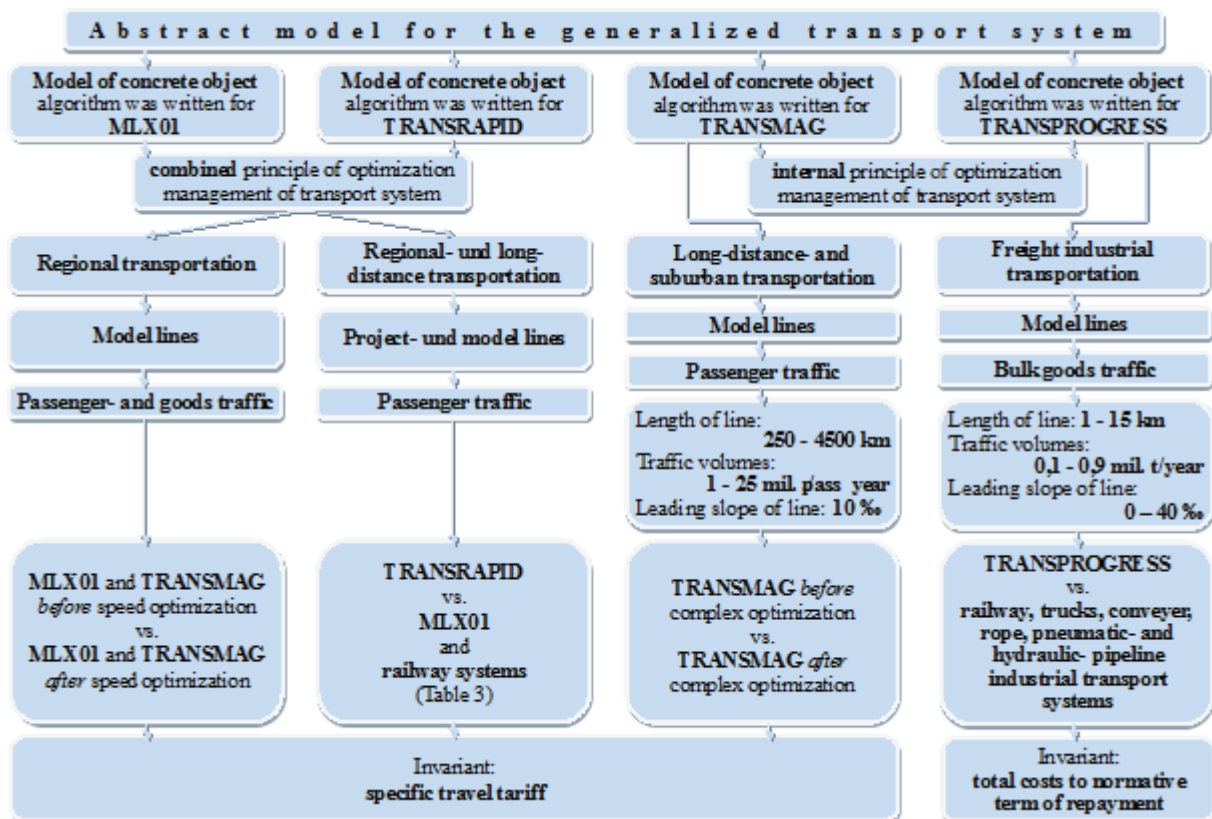 Abstract model for the generalized transport system
Model of concrete object
algorithm was written for
MLX01
Model of concrete object
algorithm was written for
TRANSRAPID
Model of concrete object
algorithm was written for
TRANSMAG
Model of concrete object
algorithm was written for
TRANSPROGRESS
combined principle of optimization
management of transport system
internal principle of optimization
management of transport system
Regional transportation
Regional- und long-
distance transportation
Long-distance- and
suburban transportation
Freight industrial
transportation
Model lines
Project- und model lines
Model lines
Model lines
Passenger- and goods traffic
Passenger traffic
Passenger traffic
Bulk goods traffic
Length of line:
250 - 4500 km
Traffic volumes:
1 - 25 mil. p/ass year
Leading slope of line: 10 ‰
Length of line: 1 - 15 km
Traffic volumes:
0,1 - 0,9 mil. t/year
Leading slope of line:
0 – 40 ‰
MLX01 and TRANSMAG
before speed optimization
vs.
MLX01 and TRANSMAG
after speed optimization
TRANSRAPID
vs.
MLX01
and
railway systems
(Table 3)
TRANSMAG before
complex optimization
vs.
TRANSMAG after
complex optimization
TRANSPROGRESS
vs.
railway, trucks, conveyer,
rope, pneumatic- and
hydraulic- pipeline
industrial transport
systems
Invariant:
specific travel tariff
Invariant:
total costs to normative
term of repayment